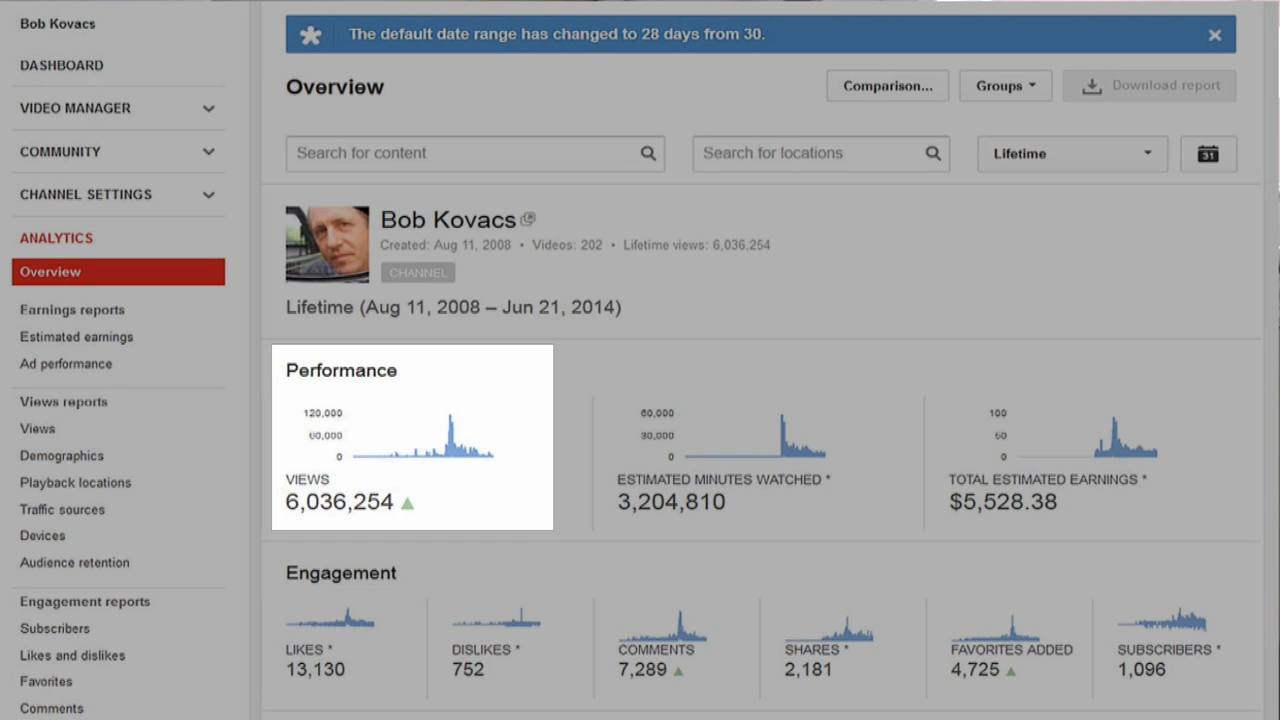 Bob Kovacs
DASHBOARD
VIDEO MANAGER
COMMUNITY
CHANNEL SETTINGS
ANALYTICS
Overview
Earnings reports
Estimated earnings
Ad performance
Views reports
Views
Demographics
Playback locations
Traffic sources
Devices
Audience retention
Engagement reports
Subscribers
Likes and dislikes
Favorites
Comments
The default date range has changed to 28 days from 30.
Overview
Comparison...
Groups
Download report
Search for content
Search for locations
Lifetime
31
Bob Kovacs
Created: Aug 11, 2008 • Videos: 202 • Lifetime views: 6,036,254
CHANNEL
Lifetime (Aug 11, 2008 – Jun 21, 2014)
Performance
120,000
60,000
0
VIEWS
6,036,254
60,000
30,000
0
ESTIMATED MINUTES WATCHED *
3,204,810
100
50
0
TOTAL ESTIMATED EARNINGS *
$5,528.38
Engagement
LIKES *
13,130
DISLIKES *
752
COMMENTS
7,289
SHARES *
2,181
FAVORITES ADDED
4,725
SUBSCRIBERS *
1,096